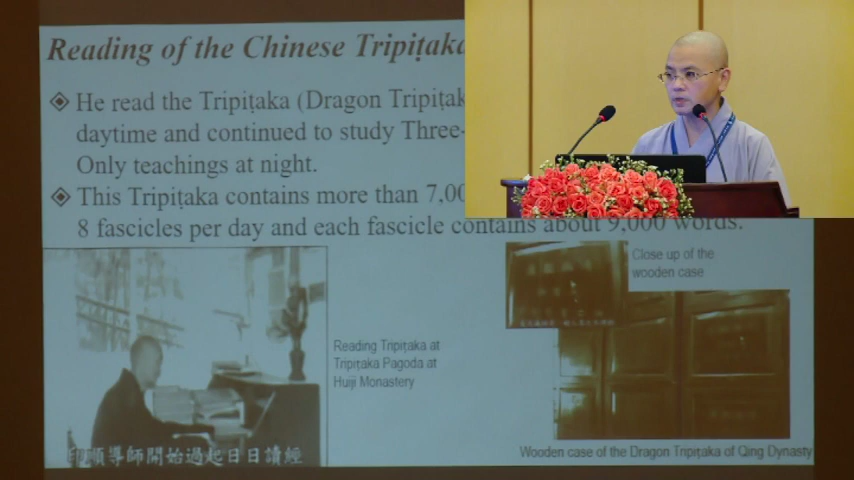 Reading of the Chinese Tripiṭaka
He read the Tripiṭaka (Dragon Tripiṭak
daytime and continued to study Three-
Only teachings at night.
This Tripiṭaka contains more than 7,00
8 fascicles per day and each fascicle contains about 9,000 words.
Close up of the
wooden case
Reading Tripiṭaka at
Tripiṭaka Pagoda at
Huiji Monastery
印順導師開始過起日日讀經
Wooden case of the Dragon Tripiṭaka of Qing Dynasty